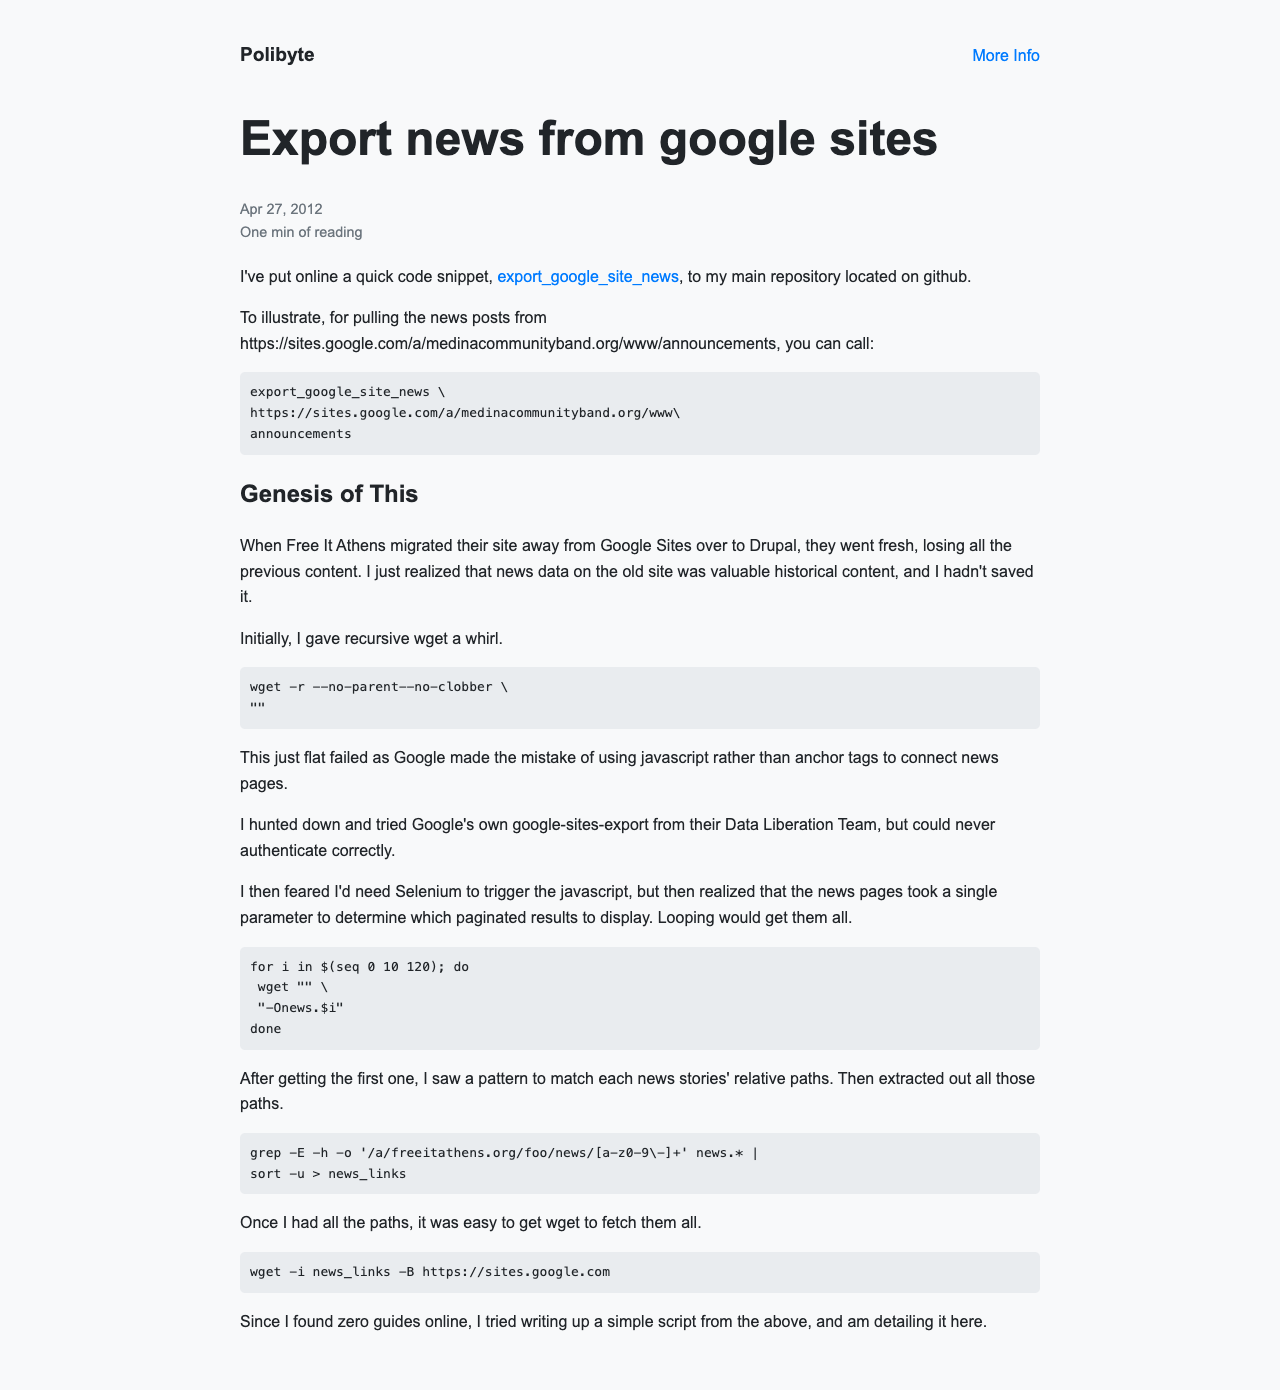 Polibyte
More Info
Export news from google sites
Apr 27, 2012
One min of reading
I've put online a quick code snippet, export_google_site_news, to my main repository located on github.
To illustrate, for pulling the news posts from
https://sites.google.com/a/medinacommunityband.org/www/announcements, you can call:
export_google_site_news \
https://sites.google.com/a/medinacommunityband.org/www\
announcements
Genesis of This
When Free It Athens migrated their site away from Google Sites over to Drupal, they went fresh, losing all the
previous content. I just realized that news data on the old site was valuable historical content, and I hadn't saved
it.
Initially, I gave recursive wget a whirl.
wget -r --no-parent--no-clobber \
""
This just flat failed as Google made the mistake of using javascript rather than anchor tags to connect news
pages.
I hunted down and tried Google's own google-sites-export from their Data Liberation Team, but could never
authenticate correctly.
I then feared I'd need Selenium to trigger the javascript, but then realized that the news pages took a single
parameter to determine which paginated results to display. Looping would get them all.
for i in $(seq 0 10 120); do
 wget "" \
 "-Onews.$i"
done
After getting the first one, I saw a pattern to match each news stories' relative paths. Then extracted out all those
paths.
grep -E -h -o '/a/freeitathens.org/foo/news/[a-z0-9\-]+' news.* |
sort -u > news_links
Once I had all the paths, it was easy to get wget to fetch them all.
wget -i news_links -B https://sites.google.com
Since I found zero guides online, I tried writing up a simple script from the above, and am detailing it here.